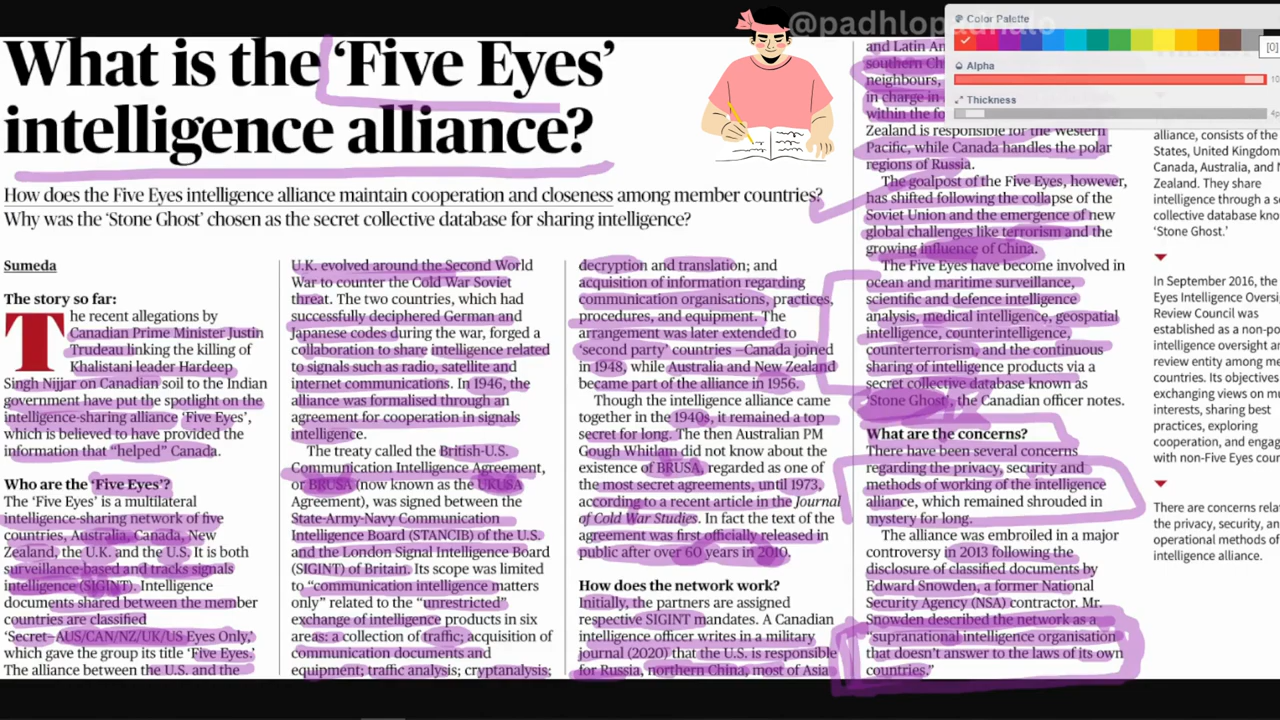 @padhlopadhalo
Color Palette
[0]
Alpha
10
Thickness
4p
What is the ‘Five Eyes’
intelligence alliance?
How does the Five Eyes intelligence alliance maintain cooperation and closeness among member countries?
Why was the ‘Stone Ghost’ chosen as the secret collective database for sharing intelligence?
Sumeda
The story so far:
The recent allegations by
Canadian Prime Minister Justin
Trudeau linking the killing of
Khalistani leader Hardeep
Singh Nijjar on Canadian soil to the Indian
government have put the spotlight on the
intelligence-sharing alliance ‘Five Eyes’,
which is believed to have provided the
information that “helped” Canada.
Who are the ‘Five Eyes’?
The ‘Five Eyes’ is a multilateral
intelligence-sharing network of five
countries, Australia, Canada, New
Zealand, the U.K. and the U.S. It is both
surveillance-based and tracks signals
intelligence (SIGINT). Intelligence
documents shared between the member
countries are classified
‘Secret–AUS/CAN/NZ/UK/US Eyes Only,’
which gave the group its title ‘Five Eyes.’
The alliance between the U.S. and the
U.K. evolved around the Second World
War to counter the Cold War Soviet
threat. The two countries, which had
successfully deciphered German and
Japanese codes during the war, forged a
collaboration to share intelligence related
to signals such as radio, satellite and
internet communications. In 1946, the
alliance was formalised through an
agreement for cooperation in signals
intelligence.
The treaty called the British-U.S.
Communication Intelligence Agreement,
or BRUSA (now known as the UKUSA
Agreement), was signed between the
State-Army-Navy Communication
Intelligence Board (STANCIB) of the U.S.
and the London Signal Intelligence Board
(SIGINT) of Britain. Its scope was limited
to “communication intelligence matters
only” related to the “unrestricted”
exchange of intelligence products in six
areas: a collection of traffic; acquisition of
communication documents and
equipment; traffic analysis; cryptanalysis;
decryption and translation; and
acquisition of information regarding
communication organisations, practices,
procedures, and equipment. The
arrangement was later extended to
‘second party’ countries —Canada joined
in 1948, while Australia and New Zealand
became part of the alliance in 1956.
Though the intelligence alliance came
together in the 1940s, it remained a top
secret for long. The then Australian PM
Gough Whitlam did not know about the
existence of BRUSA, regarded as one of
the most secret agreements, until 1973,
according to a recent article in the Journal
of Cold War Studies. In fact the text of the
agreement was first officially released in
public after over 60 years in 2010.
How does the network work?
Initially, the partners are assigned
respective SIGINT mandates. A Canadian
intelligence officer writes in a military
journal (2020) that the U.S. is responsible
for Russia, northern China, most of Asia
and Latin Am
southern Ch
neighbours,
in charge in
within the fo
Zealand is responsible for the Western
Pacific, while Canada handles the polar
regions of Russia.
The goalpost of the Five Eyes, however,
has shifted following the collapse of the
Soviet Union and the emergence of new
global challenges like terrorism and the
growing influence of China.
The Five Eyes have become involved in
ocean and maritime surveillance,
scientific and defence intelligence
analysis, medical intelligence, geospatial
intelligence, counterintelligence,
counterterrorism, and the continuous
sharing of intelligence products via a
secret collective database known as
‘Stone Ghost’, the Canadian officer notes.
What are the concerns?
There have been several concerns
regarding the privacy, security and
methods of working of the intelligence
alliance, which remained shrouded in
mystery for long.
The alliance was embroiled in a major
controversy in 2013 following the
disclosure of classified documents by
Edward Snowden, a former National
Security Agency (NSA) contractor. Mr.
Snowden described the network as a
“supranational intelligence organisation
that doesn’t answer to the laws of its own
countries.”
alliance, consists of the
States, United Kingdom
Canada, Australia, and N
Zealand. They share
intelligence through a se
collective database kno
‘Stone Ghost.’
In September 2016, the
Eyes Intelligence Oversi
Review Council was
established as a non-po
intelligence oversight an
review entity among me
countries. Its objectives
exchanging views on mu
interests, sharing best
practices, exploring
cooperation, and engag
with non-Five Eyes coun
There are concerns rela
the privacy, security, an
operational methods of
intelligence alliance.